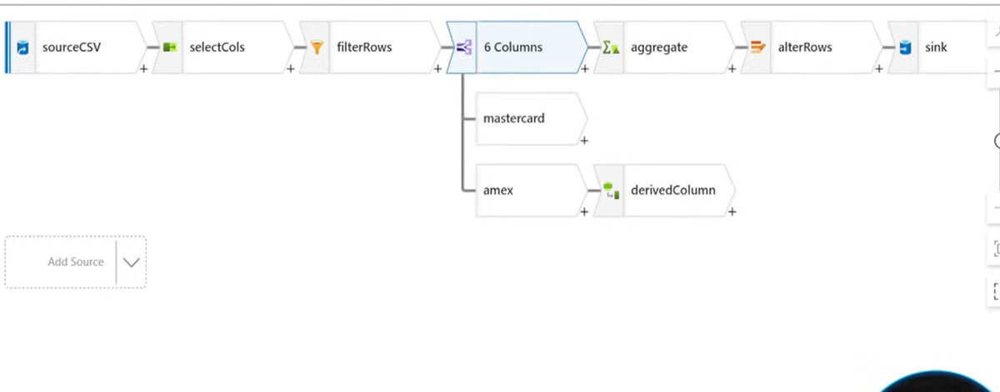 sourceCSV
selectCols
filterRows
6 Columns
aggregate
alterRows
sink
mastercard
amex
derivedColumn
Add Source